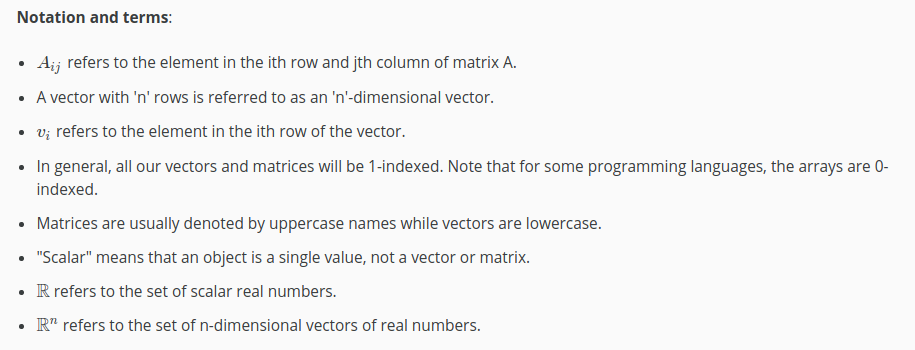 Notation and terms:
• A_{ij} refers to the element in the ith row and jth column of matrix A.
• A vector with 'n' rows is referred to as an 'n'-dimensional vector.
• v_i refers to the element in the ith row of the vector.
• In general, all our vectors and matrices will be 1-indexed. Note that for some programming languages, the arrays are 0-
indexed.
• Matrices are usually denoted by uppercase names while vectors are lowercase.
• "Scalar" means that an object is a single value, not a vector or matrix.
• ℝ refers to the set of scalar real numbers.
• ℝⁿ refers to the set of n-dimensional vectors of real numbers.